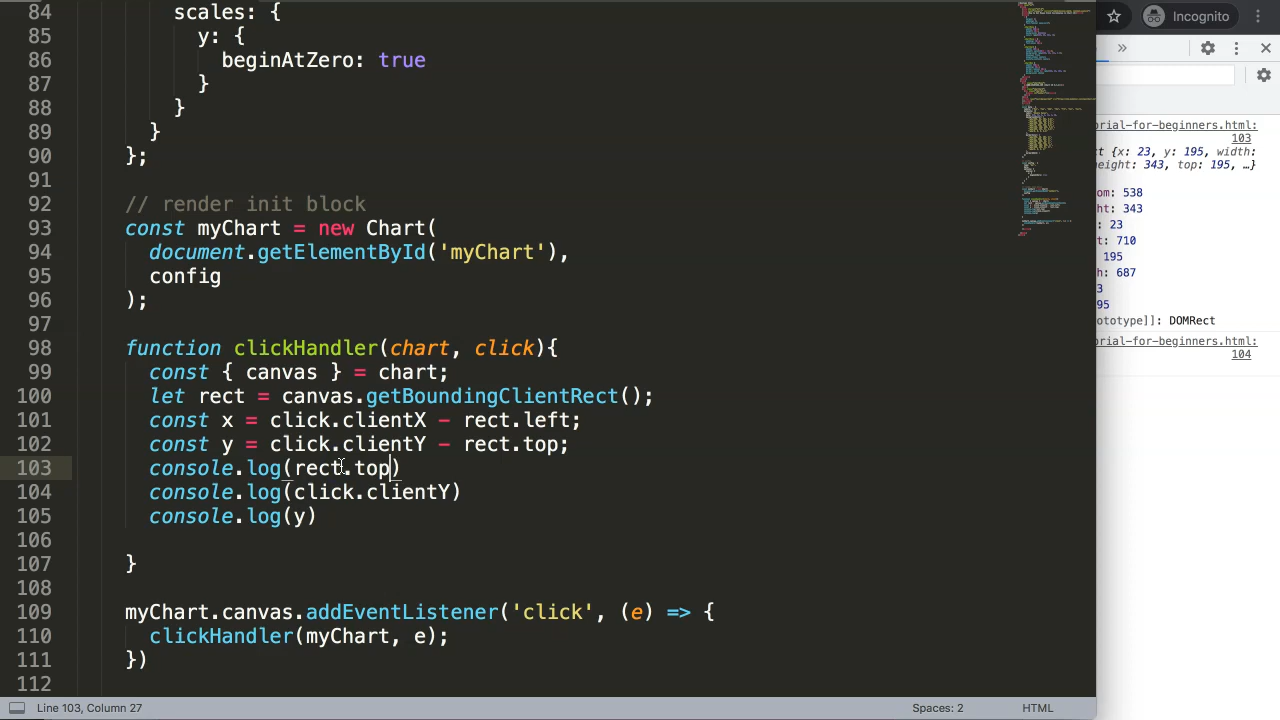 84 scales: {
85 y: {
86 beginAtZero: true
87 }
88 }
89 }
90 };
91
92 // render init block
93 const myChart = new Chart(
94 document.getElementById('myChart'),
95 config
96 );
97
98 function clickHandler(chart, click){
99 const { canvas } = chart;
100 let rect = canvas.getBoundingClientRect();
101 const x = click.clientX - rect.left;
102 const y = click.clientY - rect.top;
103 console.log(rect.top)
104 console.log(click.clientY)
105 console.log(y)
106
107 }
108
109 myChart.canvas.addEventListener('click', (e) => {
110 clickHandler(myChart, e);
111 })
112
Line 103, Column 27
Spaces: 2
HTML
Incognito
orial-for-beginners.html:
103
ct {x: 23, y: 195, width:
eight: 343, top: 195, …}
om: 538
ht: 343
: 23
t: 710
195
h: 687
3
95
ototype]]: DOMRect
orial-for-beginners.html:
104